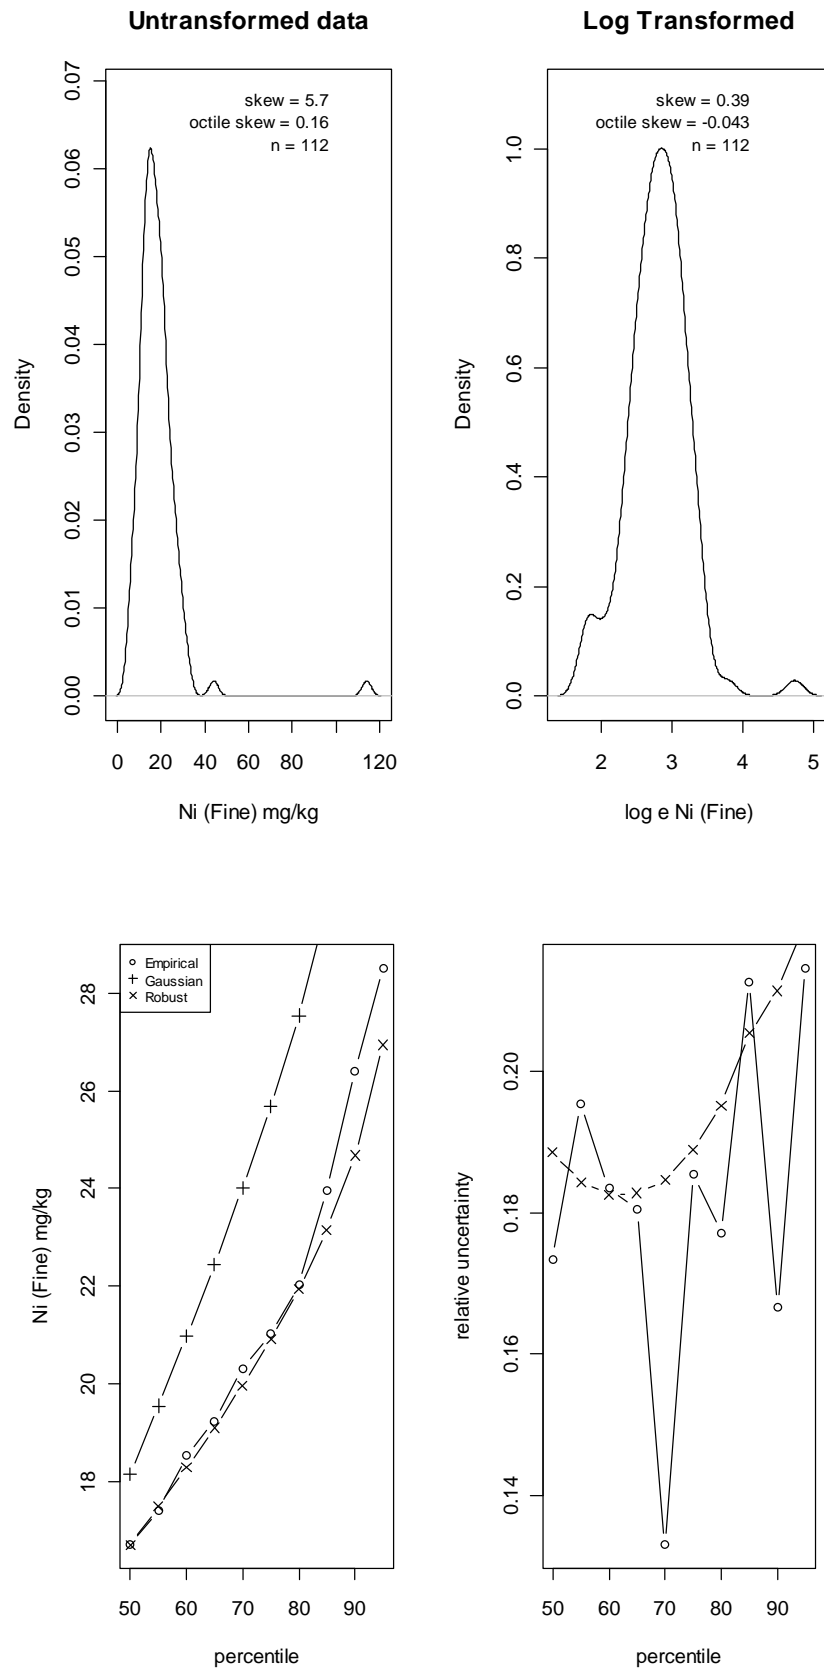 Untransformed data
skew = 5.7
octile skew = 0.16
n = 112
0.07
0.06
0.05
0.04
0.03
0.02
0.01
0.00
Density
0 20 40 60 80 120
Ni (Fine) mg/kg
Log Transformed
skew = 0.39
octile skew = -0.043
n = 112
1.0
0.8
0.6
0.4
0.2
0.0
Density
2 3 4 5
log e Ni (Fine)
Empirical
Gaussian
Robust
28
26
24
22
20
18
Ni (Fine) mg/kg
50 60 70 80 90
percentile
0.20
0.18
0.16
0.14
relative uncertainty
50 60 70 80 90
percentile